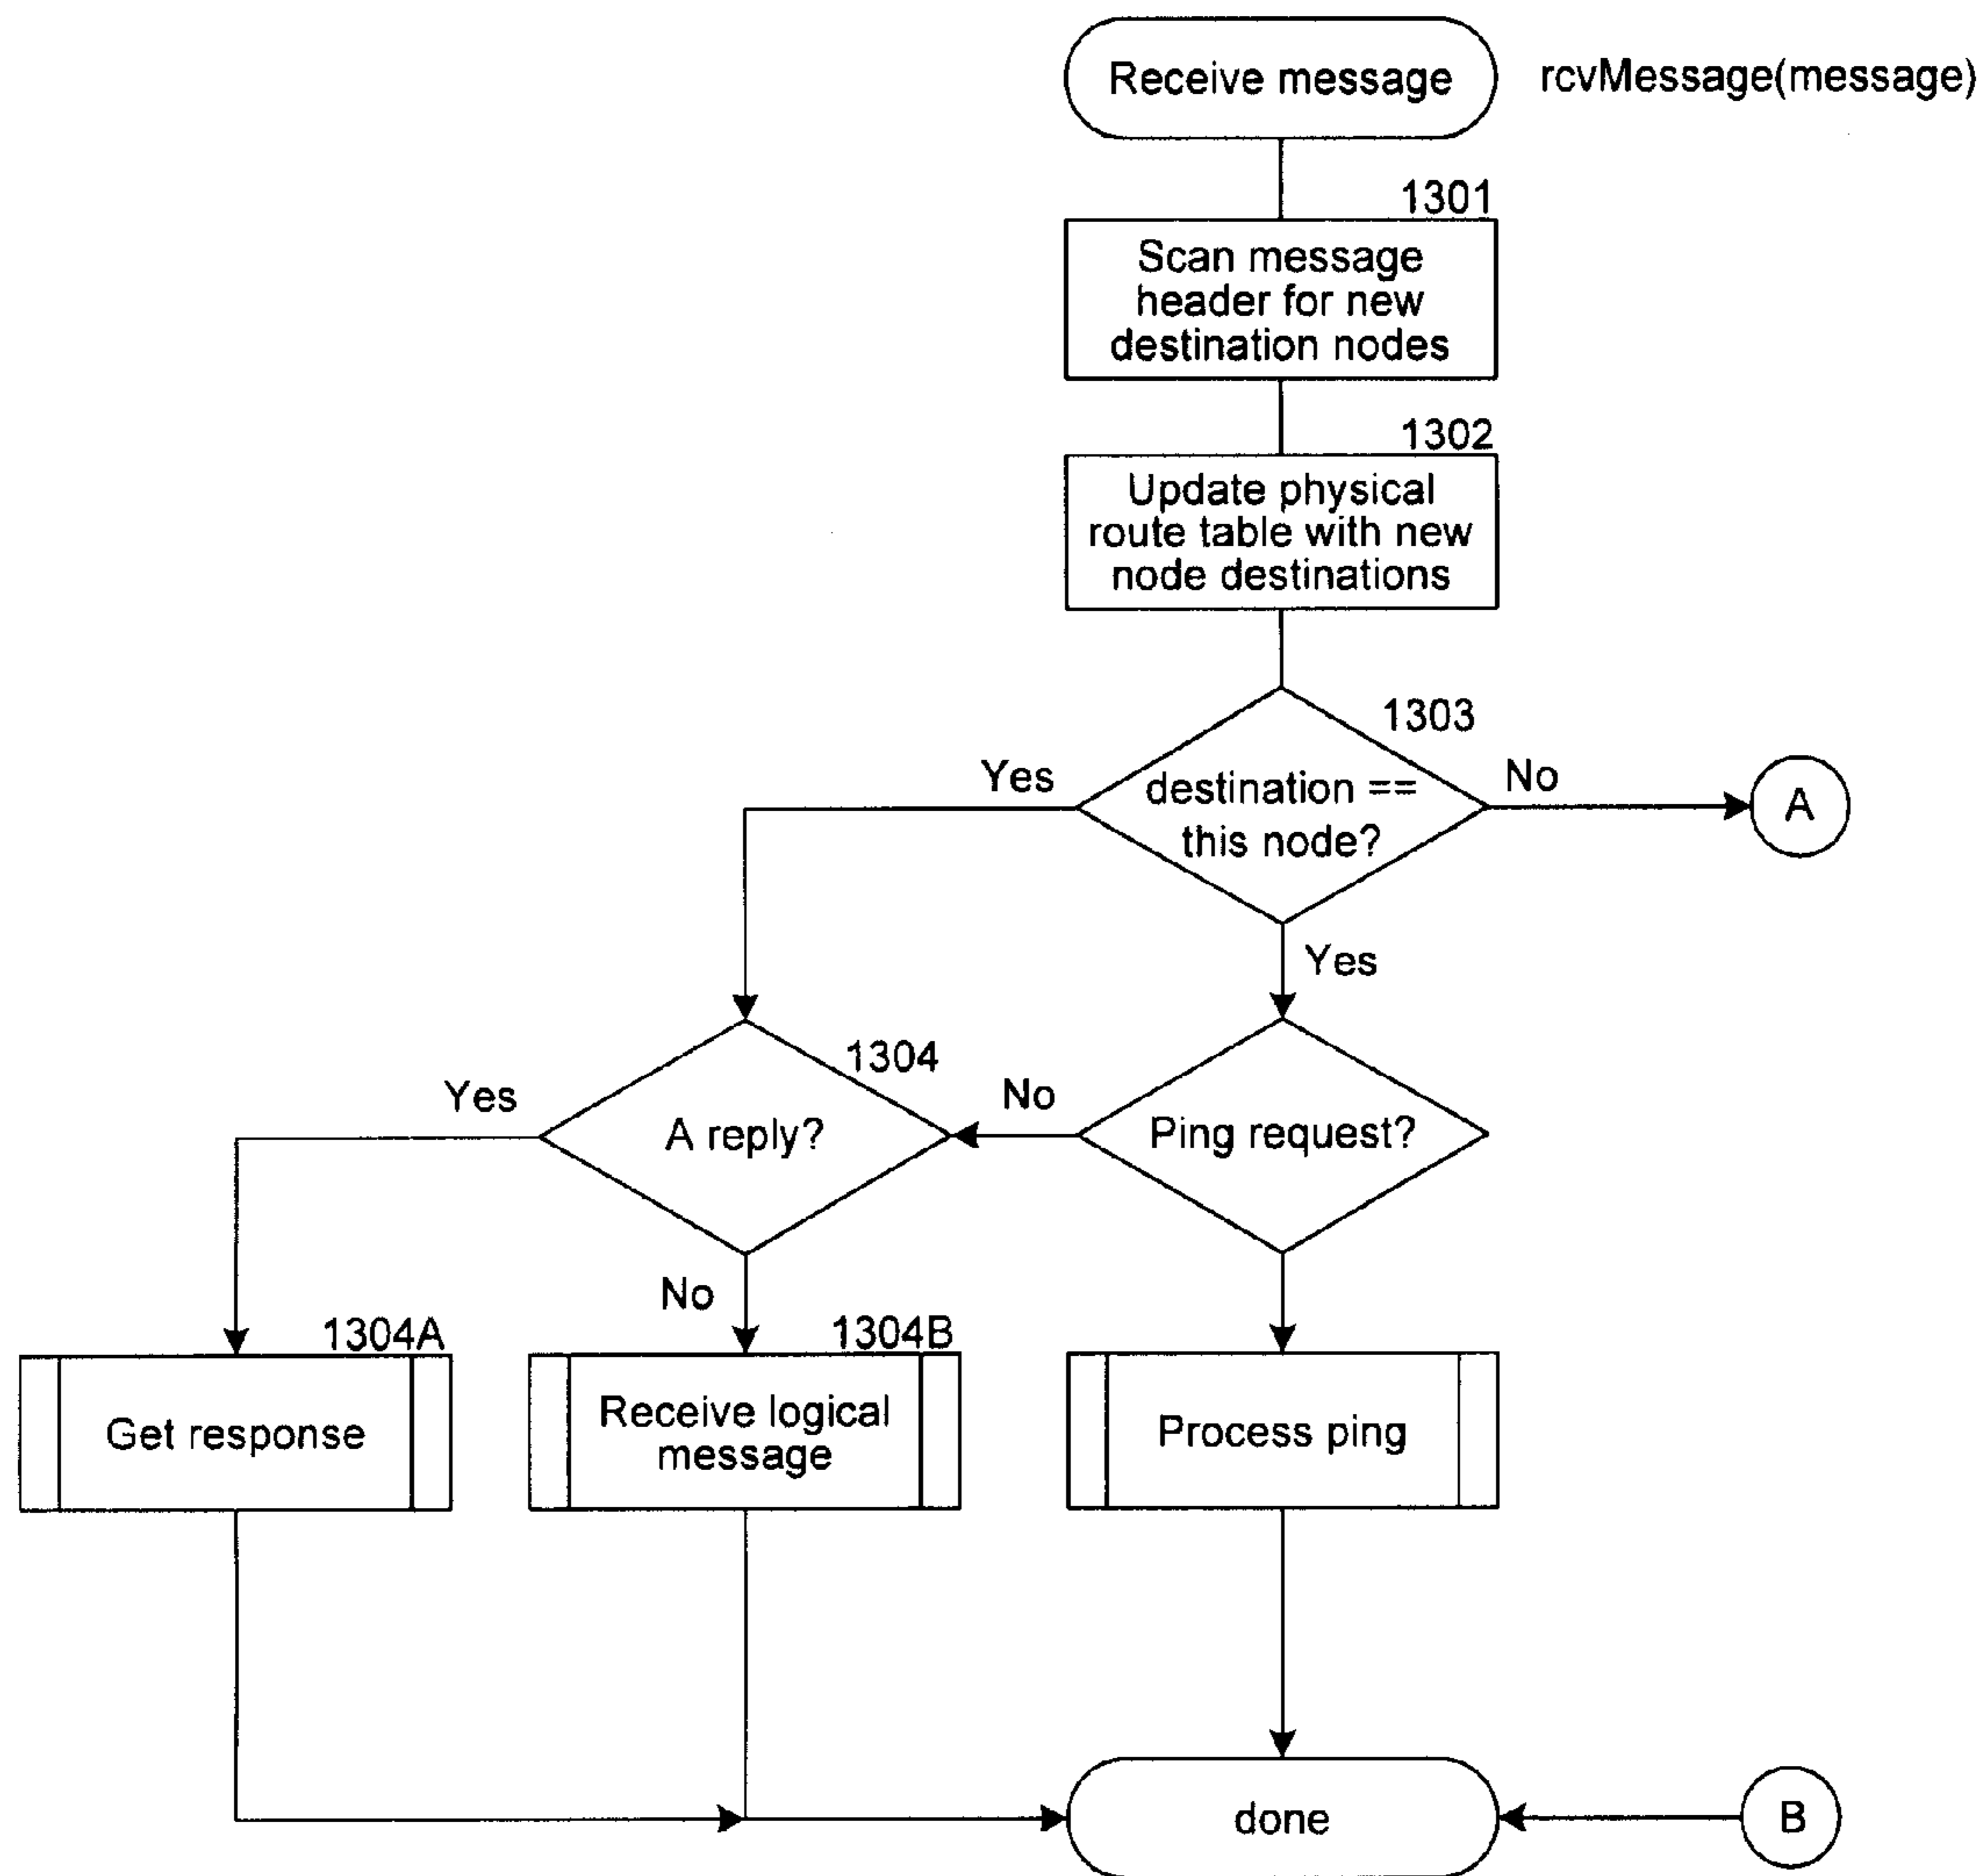 Receive message
rcvMessage(message)
1301
Scan message
header for new
destination nodes
1302
Update physical
route table with new
node destinations
1303
Yes
destination ==
this node?
No
A
Yes
1304
Yes
A reply?
No
Ping request?
No
1304A
Get response
1304B
Receive logical
message
Process ping
done
B